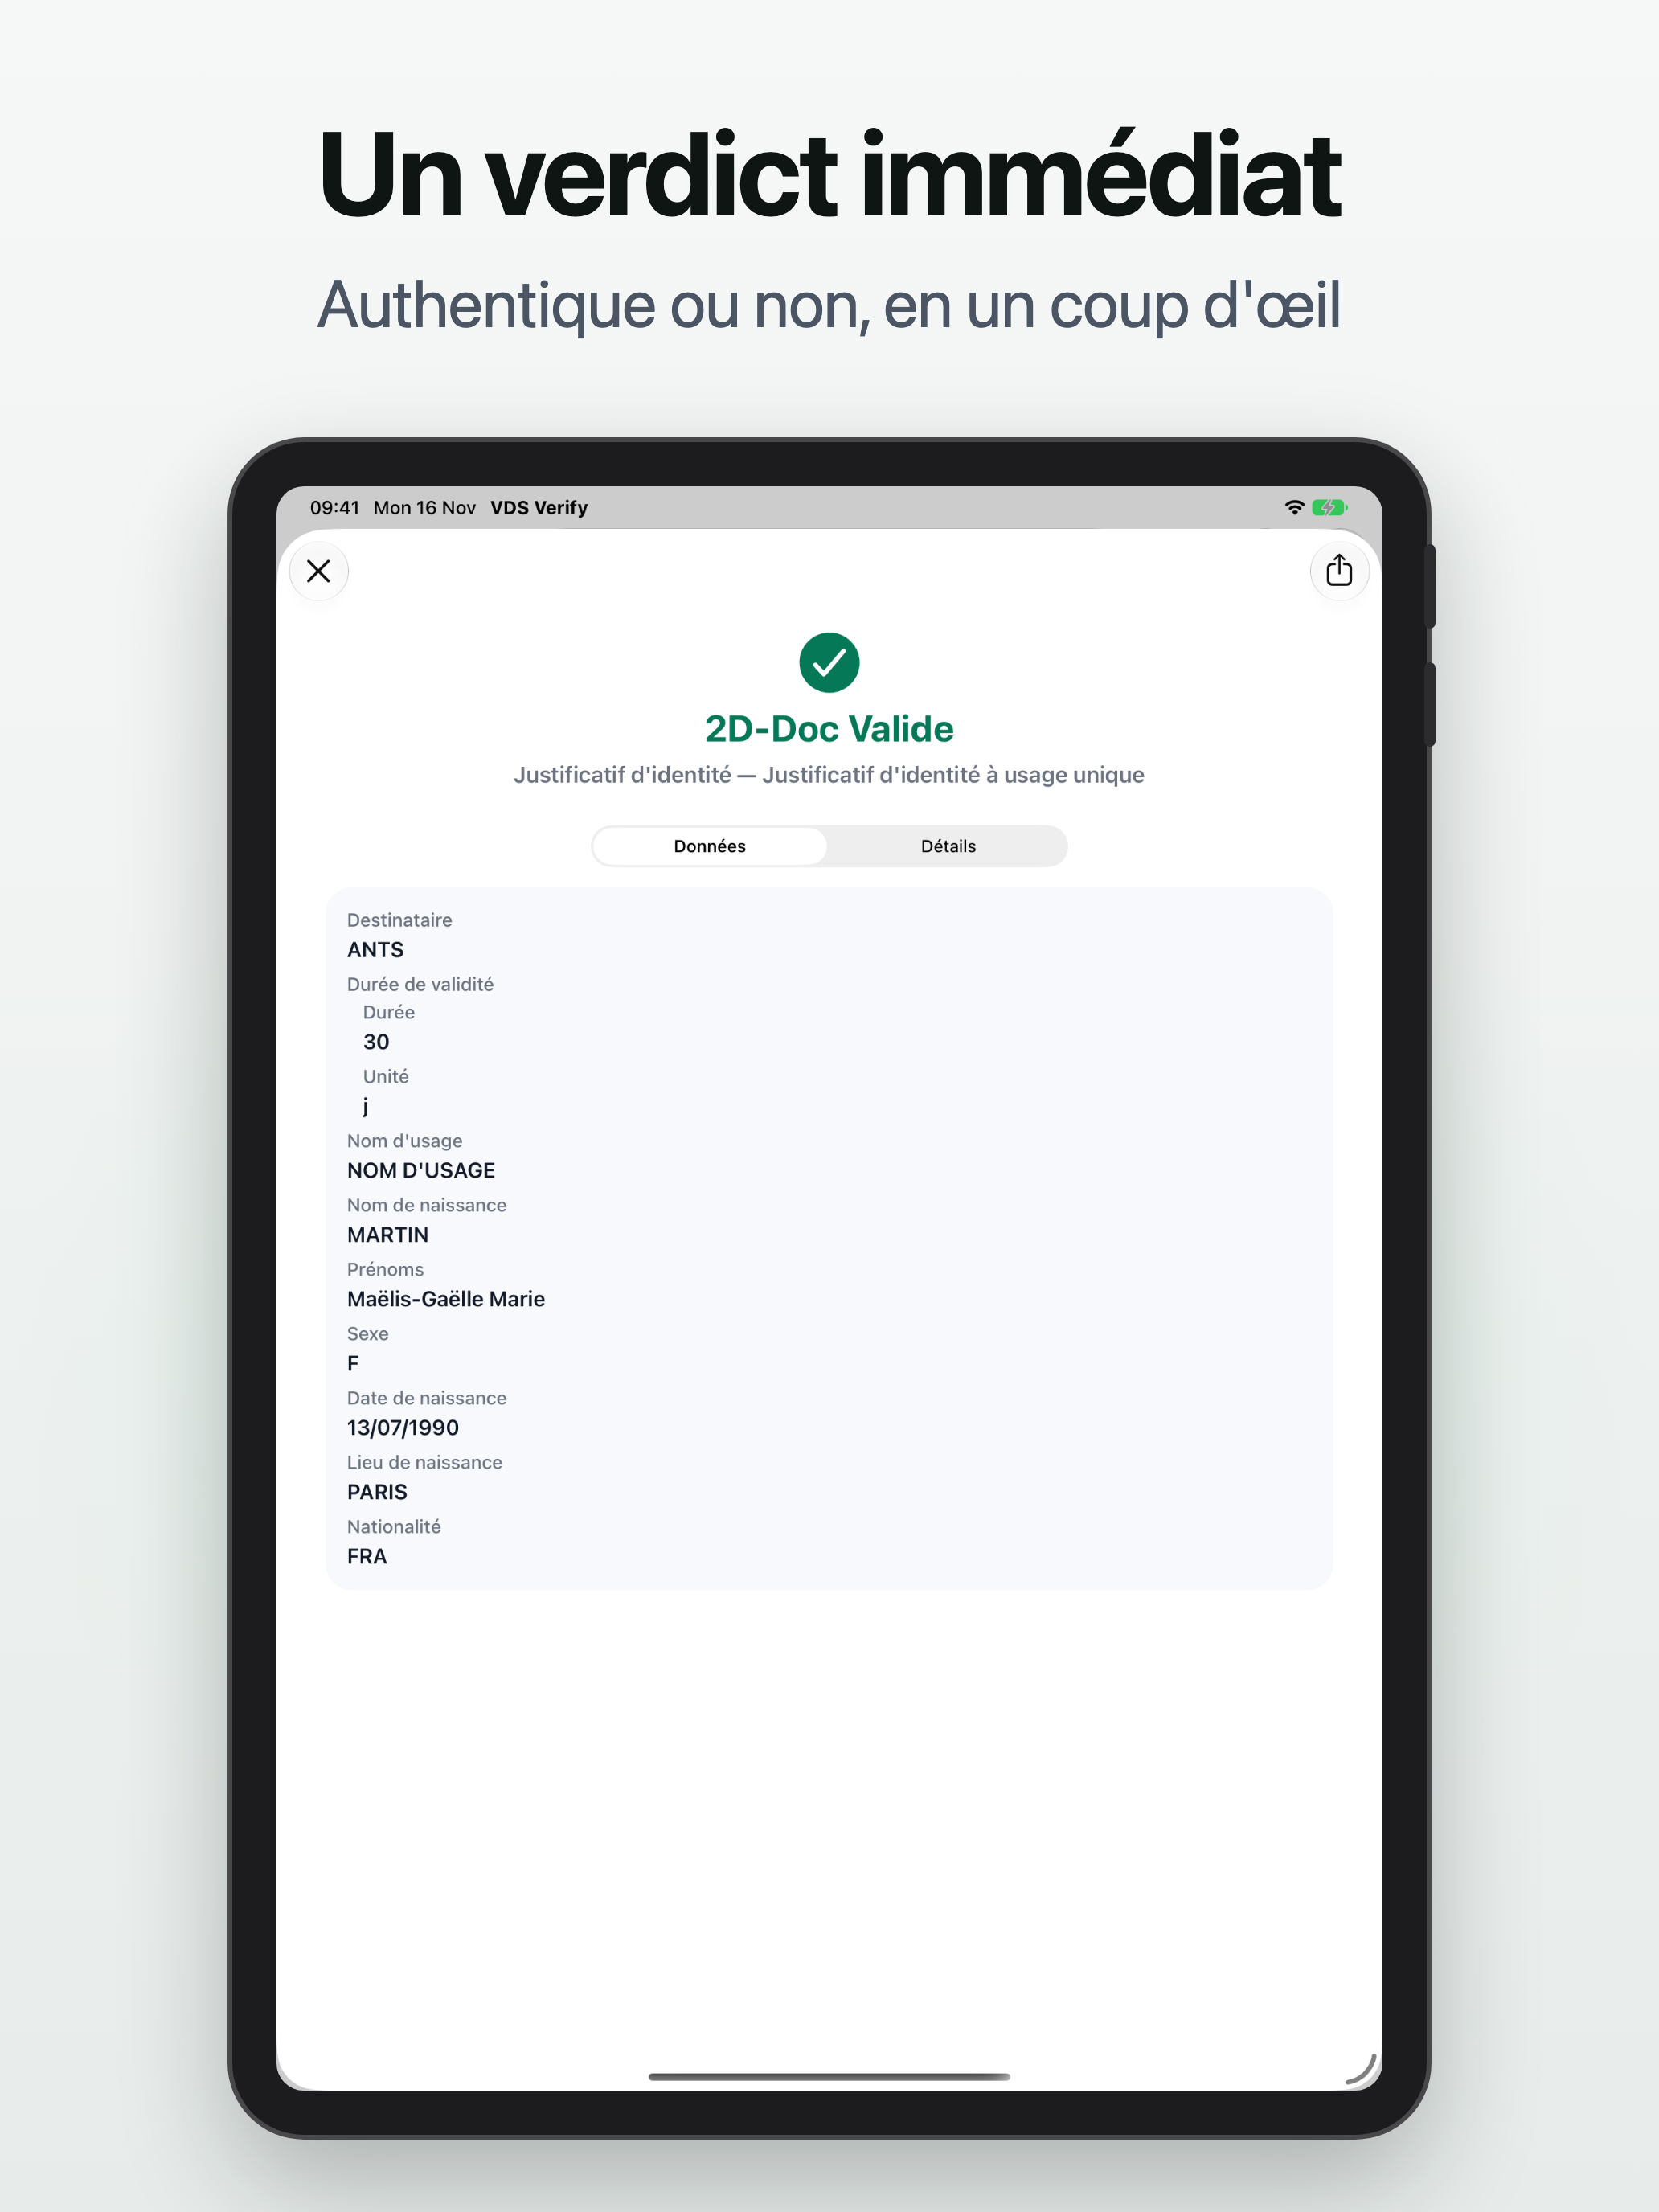 Un verdict immédiat
Authentique ou non, en un coup d'œil
09:41 Mon 16 Nov VDS Verify
2D-Doc Valide
Justificatif d'identité — Justificatif d'identité à usage unique
Données Détails
Destinataire
ANTS
Durée de validité
Durée
30
Unité
j
Nom d'usage
NOM D'USAGE
Nom de naissance
MARTIN
Prénoms
Maëlis-Gaëlle Marie
Sexe
F
Date de naissance
13/07/1990
Lieu de naissance
PARIS
Nationalité
FRA